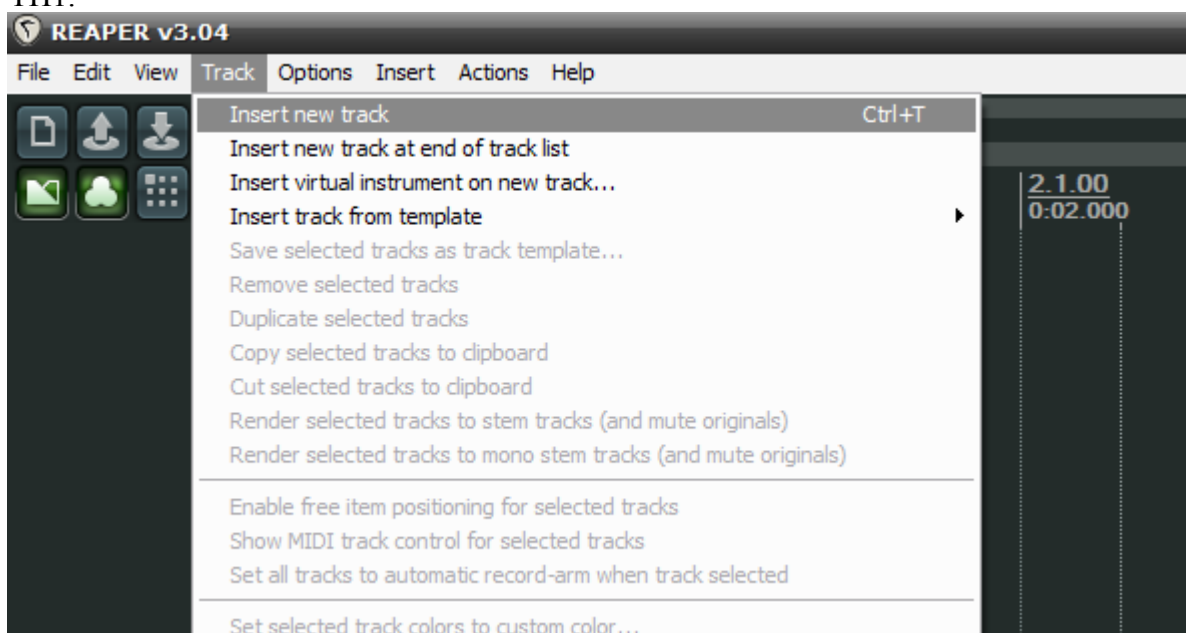 REAPER v3.04
File Edit View Track Options Insert Actions Help
Insert new track Ctrl+T
Insert new track at end of track list
Insert virtual instrument on new track...
Insert track from template
Save selected tracks as track template...
Remove selected tracks
Duplicate selected tracks
Copy selected tracks to clipboard
Cut selected tracks to clipboard
Render selected tracks to stem tracks (and mute originals)
Render selected tracks to mono stem tracks (and mute originals)
Enable free item positioning for selected tracks
Show MIDI track control for selected tracks
Set all tracks to automatic record-arm when track selected
Set selected track colors to custom color...
2.1.00
0:02.000